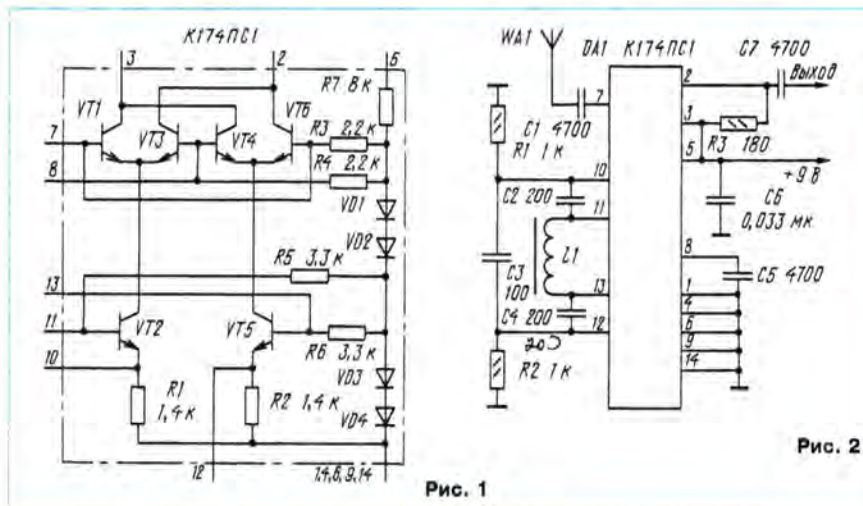 К174ПС1
3
2
5
R7 8 к
VT1
VT3
VT4
VT6
R3
2,2 к
7
R4
2,2 к
8
VD1
VD2
R5 3,3 к
13
11
VT2
VT5
R6
3,3 к
10
VD3
R1
1,4 к
R2 1,4 к
VD4
12
1,4,6,9,14
Рис. 1
WA1
DA1 К174ПС1
C7 4700
Выход
2
7
3
C1 4700
R3 180
R1 1 к
5
+9 В
10
C2 200
C6
0,033 мк
11
L1
8
C3
100
C5 4700
13
1
C4 200
4
12
6
200
9
R2 1 к
14
Рис. 2